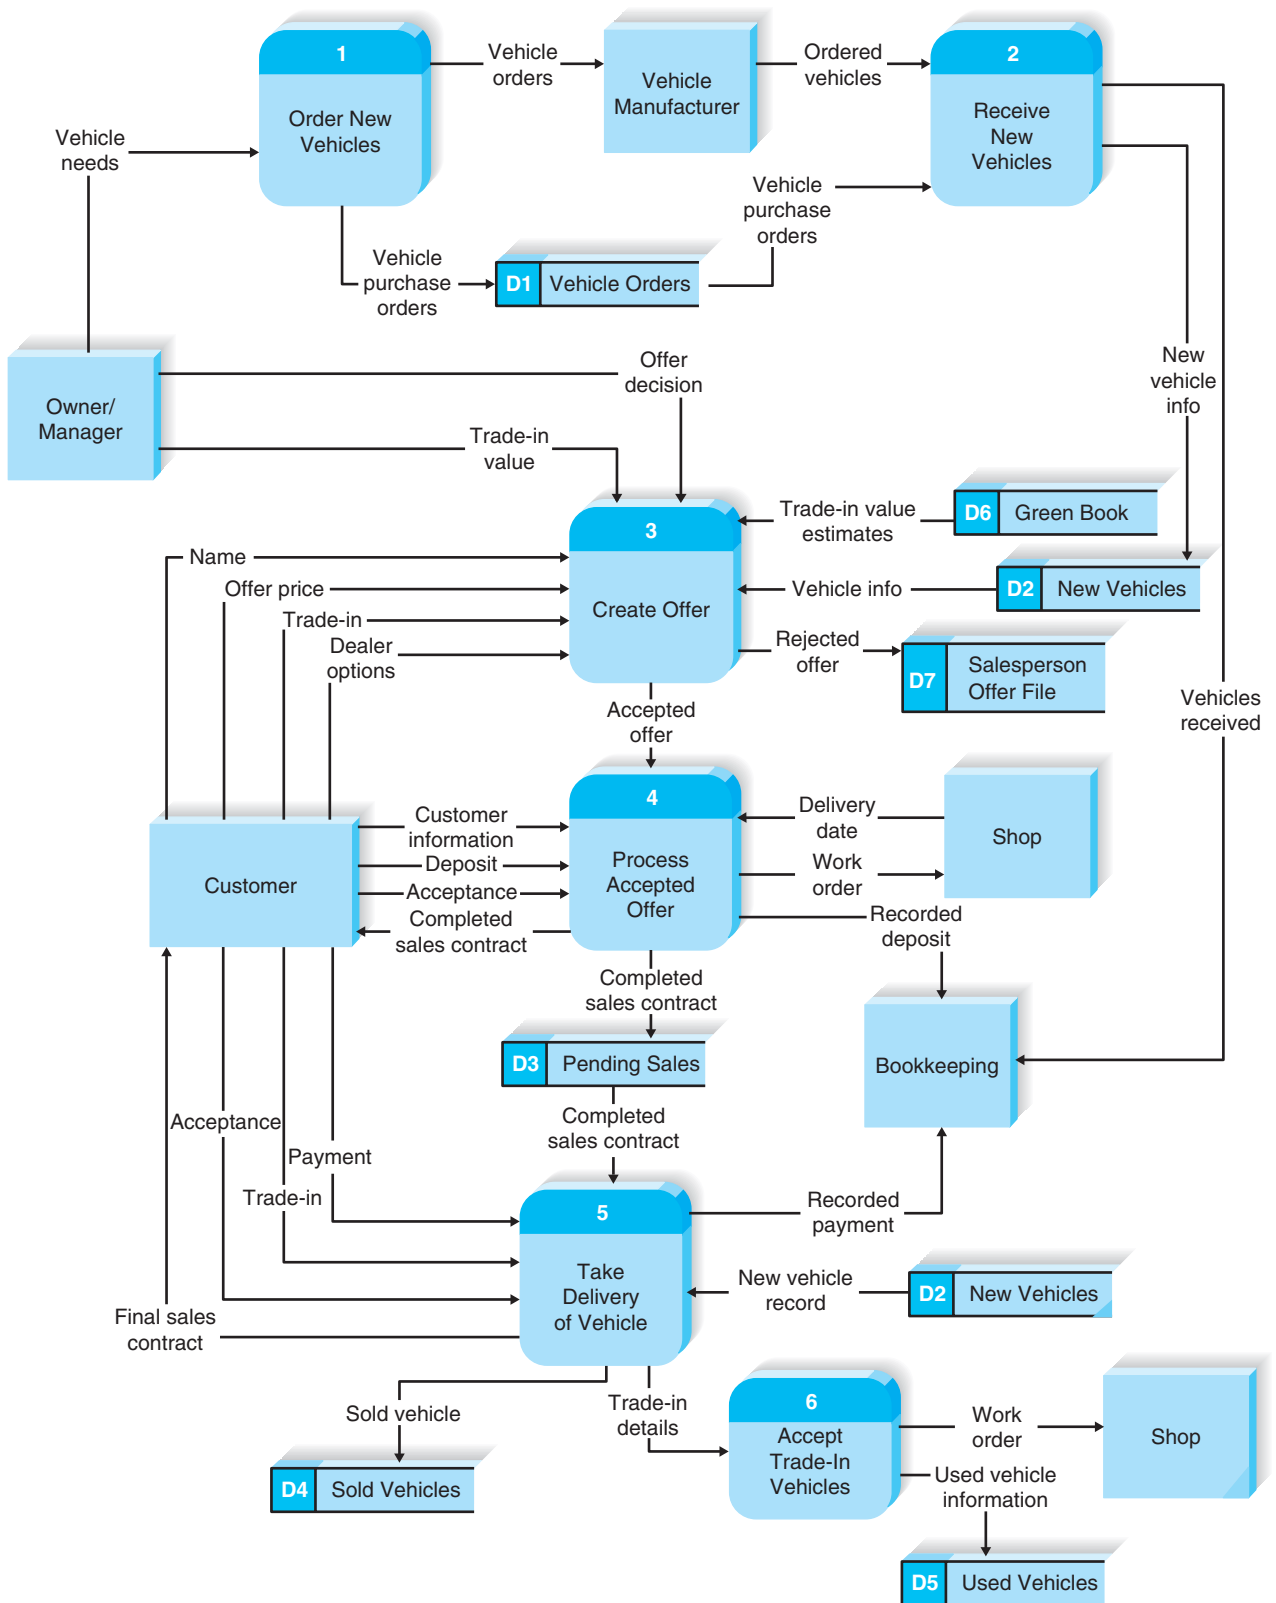 1
Order New
Vehicles
Vehicle
orders
Vehicle
Manufacturer
Ordered
vehicles
2
Receive
New
Vehicles
Vehicle
needs
Vehicle
purchase
orders
D1
Vehicle Orders
Vehicle
purchase
orders
Owner/
Manager
Offer
decision
Trade-in
value
New
vehicle
info
3
Create Offer
Trade-in value
estimates
D6
Green Book
Name
Offer price
Trade-in
Dealer
options
Vehicle info
D2
New Vehicles
Rejected
offer
D7
Salesperson
Offer File
Vehicles
received
Accepted
offer
4
Process
Accepted
Offer
Customer
Customer
information
Deposit
Acceptance
Completed
sales contract
Delivery
date
Work
order
Shop
Recorded
deposit
Completed
sales contract
D3
Pending Sales
Bookkeeping
Completed
sales contract
Acceptance
Payment
Trade-in
5
Take
Delivery
of Vehicle
Recorded
payment
New vehicle
record
D2
New Vehicles
Final sales
contract
Sold vehicle
D4
Sold Vehicles
Trade-in
details
6
Accept
Trade-In
Vehicles
Work
order
Shop
Used vehicle
information
D5
Used Vehicles